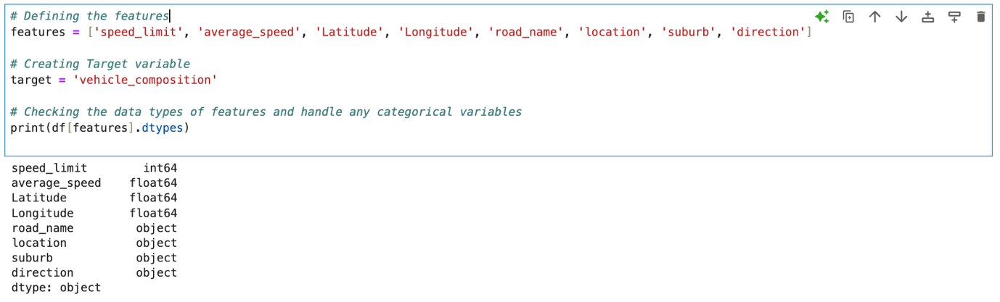 # Defining the features
features = ['speed_limit', 'average_speed', 'Latitude', 'Longitude', 'road_name', 'location', 'suburb', 'direction']
# Creating Target variable
target = 'vehicle_composition'
# Checking the data types of features and handle any categorical variables
print(df[features].dtypes)
speed_limit int64
average_speed float64
Latitude float64
Longitude float64
road_name object
location object
suburb object
direction object
dtype: object